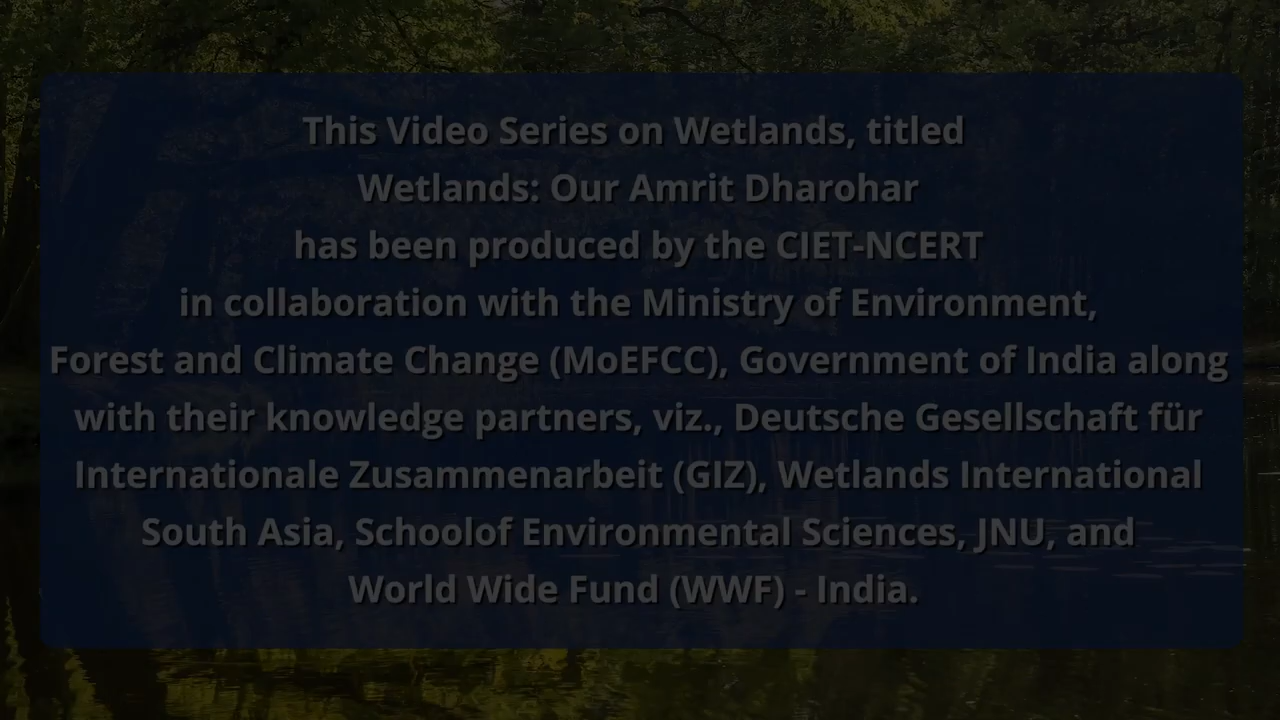 This Video Series on Wetlands, titled
Wetlands: Our Amrit Dharohar
has been produced by the CIET-NCERT
in collaboration with the Ministry of Environment,
Forest and Climate Change (MoEFCC), Government of India along
with their knowledge partners, viz., Deutsche Gesellschaft für
Internationale Zusammenarbeit (GIZ), Wetlands International
South Asia, Schoolof Environmental Sciences, JNU, and
World Wide Fund (WWF) - India.